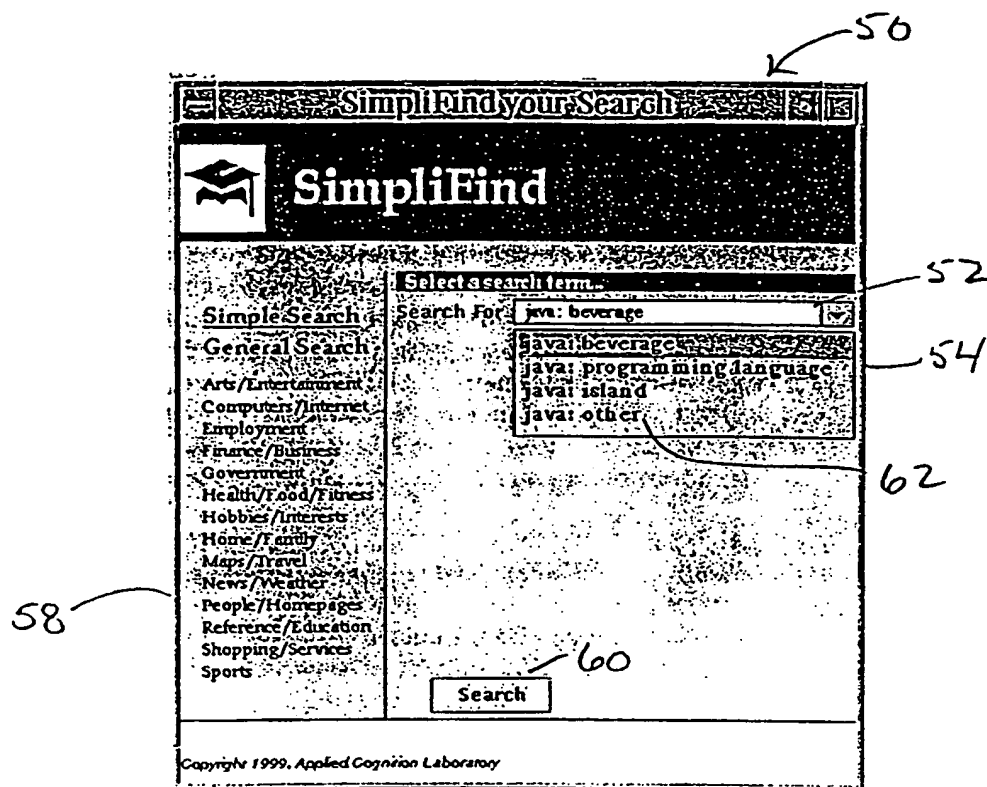 50
SimpliFind your Search
SimpliFind
Select a search term...
52
Simple Search
Search For
java: beverage
General Search
java: beverage
54
java: programming language
java: island
java: other
62
Arts/Entertainment
Computers/Internet
Employment
Finance/Business
Government
Health/Food/Fitness
Hobbies/Interests
Home/Family
Maps/Travel
News/Weather
58
People/Homepages
Reference/Education
Shopping/Services
Sports
60
Search
Copyright 1999, Applied Cognition Laboratory